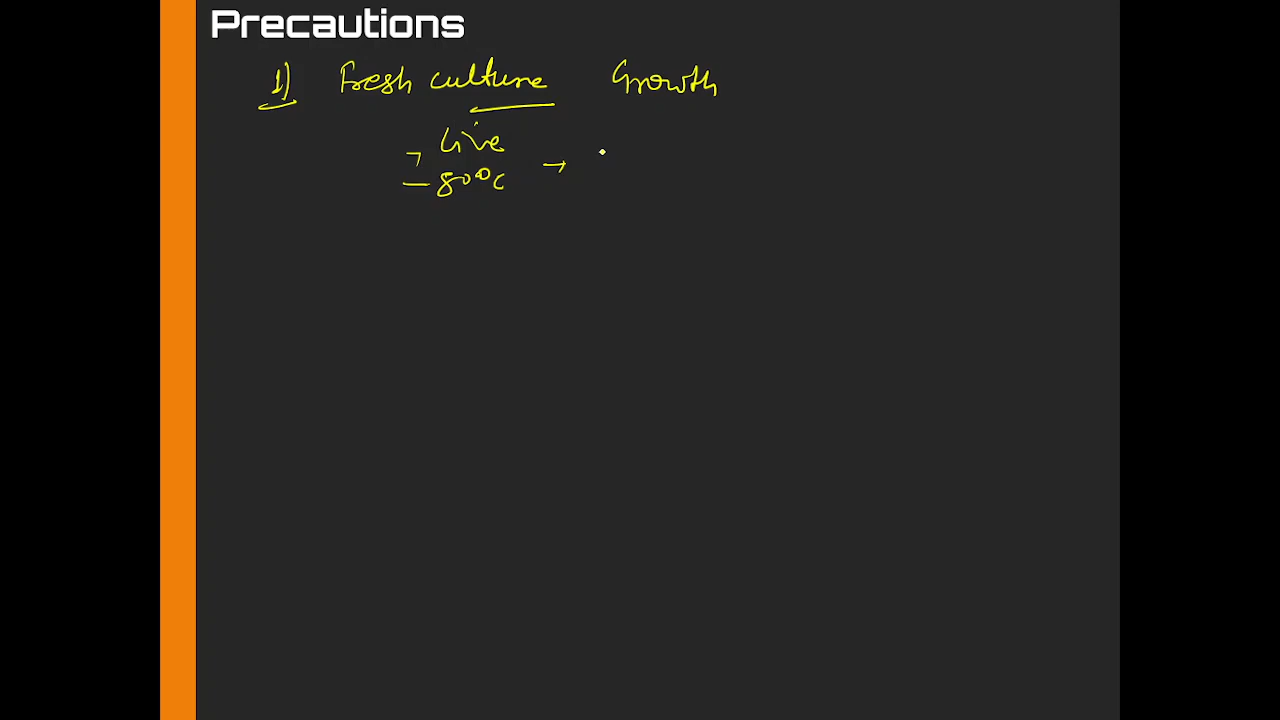 Precautions
1) Fresh culture Growth
Live
-80°C →